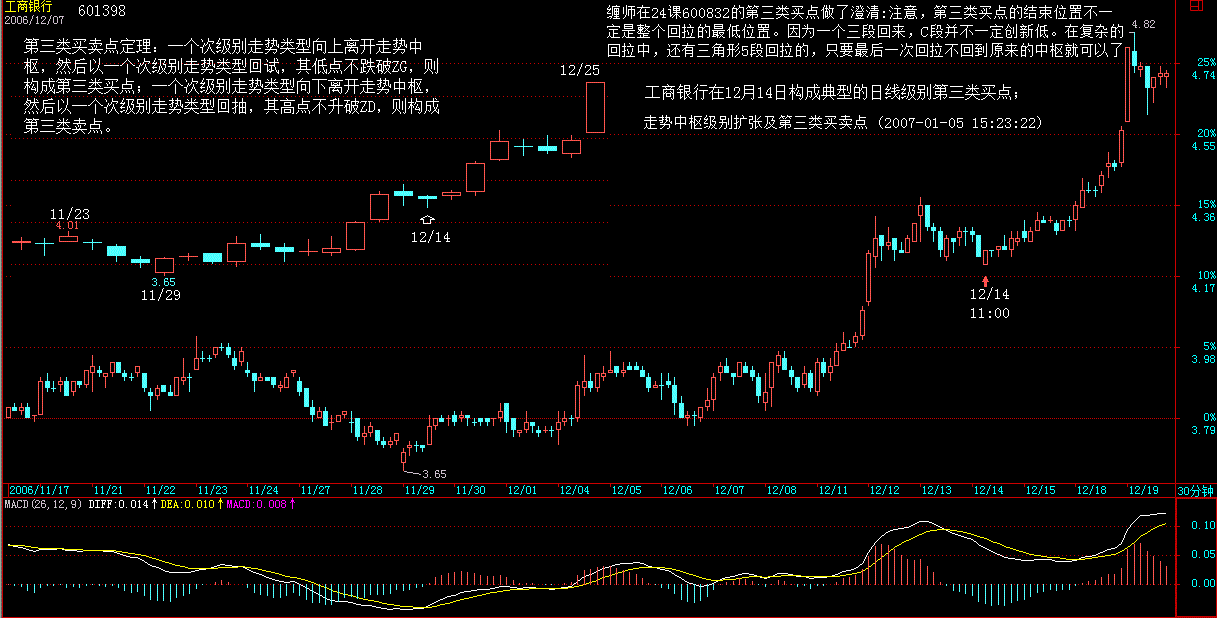 工商银行
601398
2006/12/07
第三类买卖点定理：一个次级别走势类型向上离开走势中
枢，然后以一个次级别走势类型回试，其低点不跌破ZG，则
构成第三类买点；一个次级别走势类型向下离开走势中枢，
然后以一个次级别走势类型回抽，其高点不升破ZD，则构成
第三类卖点。
缠师在24课600832的第三类买点做了澄清:注意，第三类买点的结束位置不一
定是整个回拉的最低位置。因为一个三段回来，C段并不一定创新低。在复杂的
回拉中，还有三角形5段回拉的，只要最后一次回拉不回到原来的中枢就可以了
工商银行在12月14日构成典型的日线级别第三类买点；
走势中枢级别扩张及第三类买卖点 (2007-01-05 15:23:22)
4.82
12/25
11/23
4.01
12/14
3.65
11/29
12/14
11:00
3.65
25%
4.74
20%
4.55
15%
4.36
10%
4.17
5%
3.98
0%
3.79
2006/11/17 11/21 11/22 11/23 11/24 11/27 11/28 11/29 11/30 12/01 12/04 12/05 12/06 12/07 12/08 12/11 12/12 12/13 12/14 12/15 12/18 12/19 30分钟
MACD(26,12,9) DIFF:0.014↑ DEA:0.010↑ MACD:0.008↑
0.10
0.05
0.00